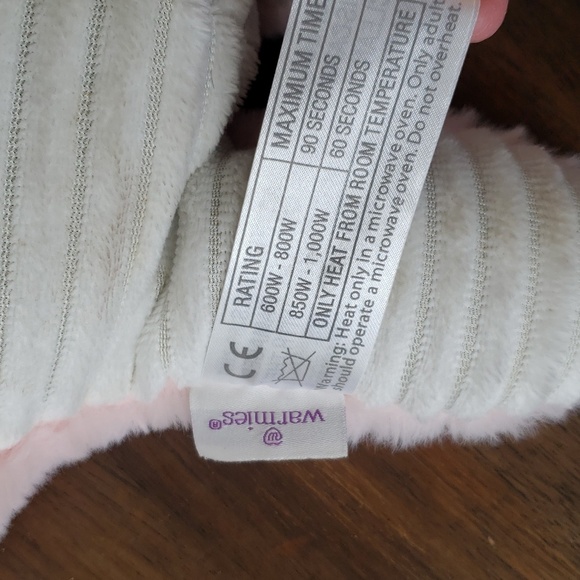 RATING MAXIMUM TIME
600W - 800W 90 SECONDS
850W - 1,000W 60 SECONDS
ONLY HEAT FROM ROOM TEMPERATURE
Warning: Heat only in a microwave oven. Only adult
should operate a microwave oven. Do not overheat.
CE
warmies®